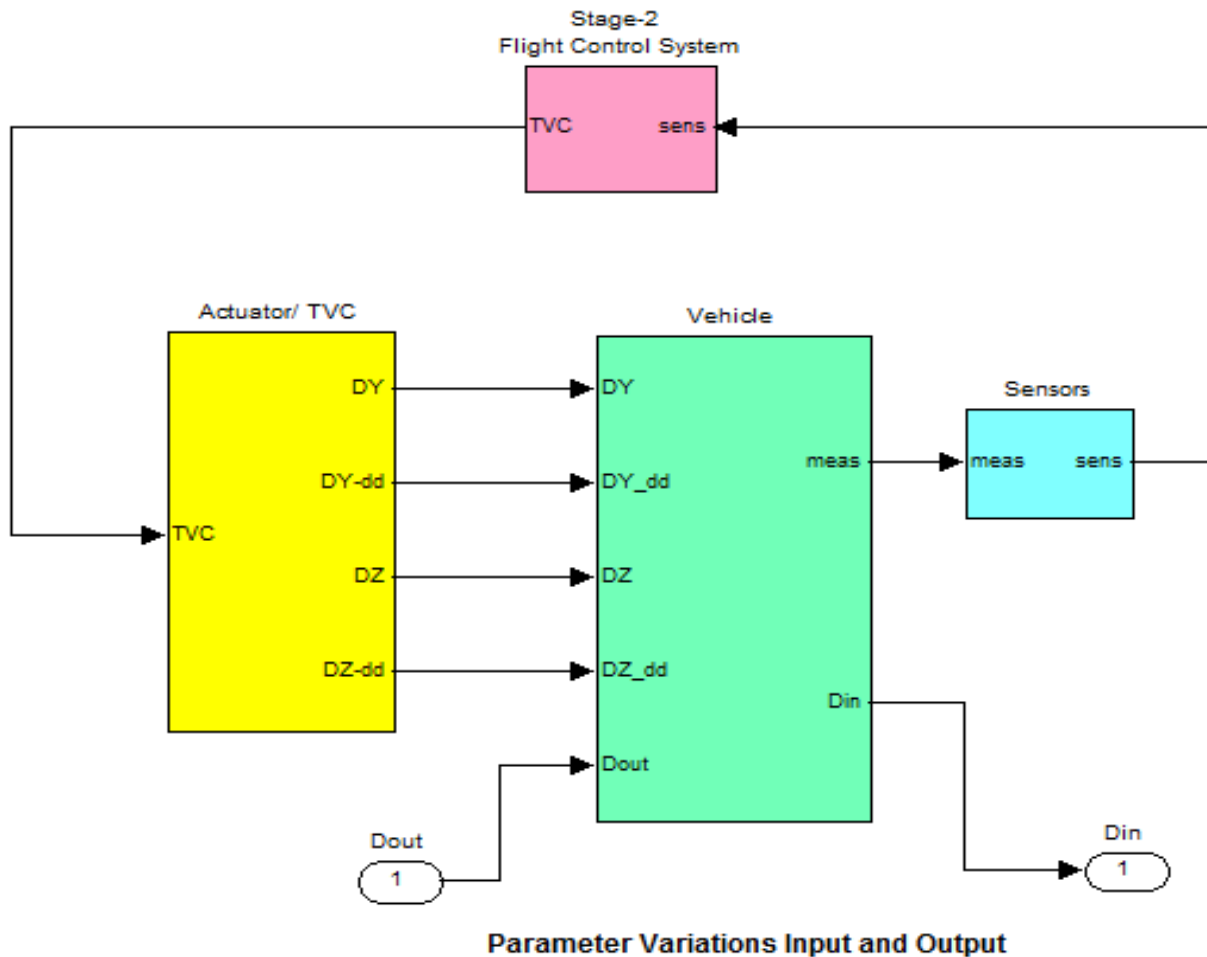 Stage-2
Flight Control System
TVC
sens
Actuator/ TVC
TVC
DY
DY-dd
DZ
DZ-dd
Vehicle
DY
DY_dd
DZ
DZ_dd
Dout
meas
Din
Sensors
meas
sens
Dout
1
Din
1
Parameter Variations Input and Output